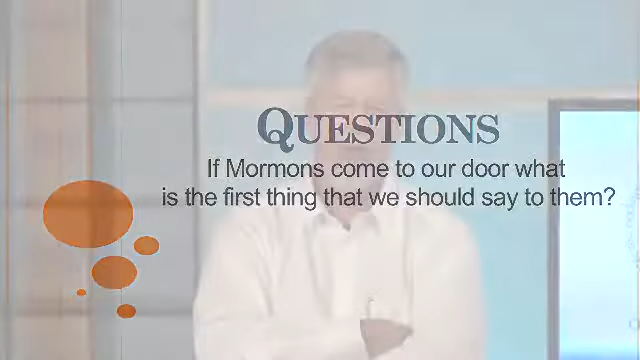 QUESTIONS
If Mormons come to our door what
is the first thing that we should say to them?